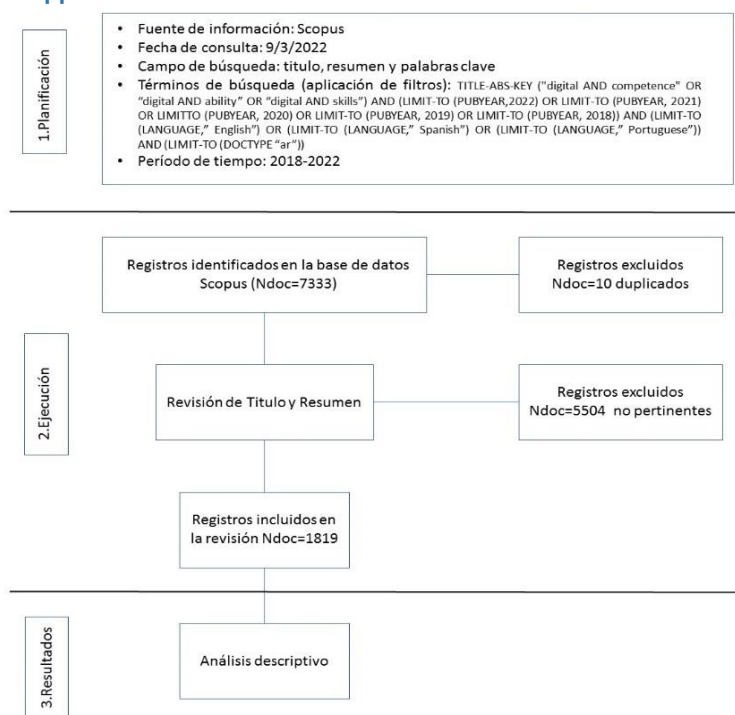 1.Planificación
• Fuente de información: Scopus
• Fecha de consulta: 9/3/2022
• Campo de búsqueda: titulo, resumen y palabras clave
• Términos de búsqueda (aplicación de filtros): TITLE-ABS-KEY ("digital AND competence" OR
"digital AND ability" OR "digital AND skills") AND (LIMIT-TO (PUBYEAR,2022) OR LIMIT-TO (PUBYEAR, 2021)
OR LIMITTO (PUBYEAR, 2020) OR LIMIT-TO (PUBYEAR, 2019) OR LIMIT-TO (PUBYEAR, 2018)) AND (LIMIT-TO
(LANGUAGE," English") OR (LIMIT-TO (LANGUAGE," Spanish") OR (LIMIT-TO (LANGUAGE," Portuguese"))
AND (LIMIT-TO (DOCTYPE "ar"))
• Período de tiempo: 2018-2022
2.Ejecución
Registros identificados en la base de datos
Scopus (Ndoc=7333)
Registros excluidos
Ndoc=10 duplicados
Revisión de Titulo y Resumen
Registros excluidos
Ndoc=5504 no pertinentes
Registros incluidos en
la revisión Ndoc=1819
3.Resultados
Análisis descriptivo